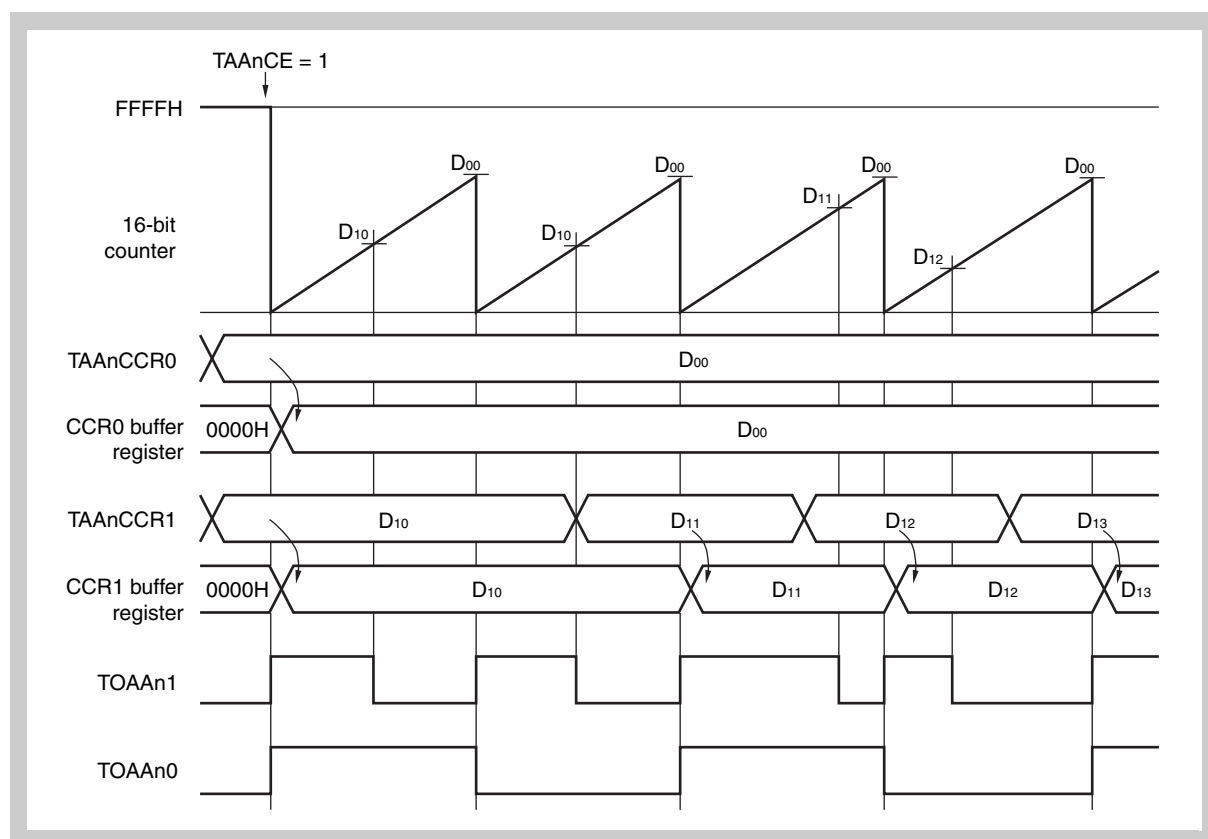 TAAnCE = 1
FFFFH
D00 D00 D00 D00
D11
D10 D10
D12
16-bit
counter
TAAnCCR0 D00
CCR0 buffer
register
0000H D00
TAAnCCR1 D10 D11 D12 D13
CCR1 buffer
register
0000H D10 D11 D12 D13
TOAAn1
TOAAn0